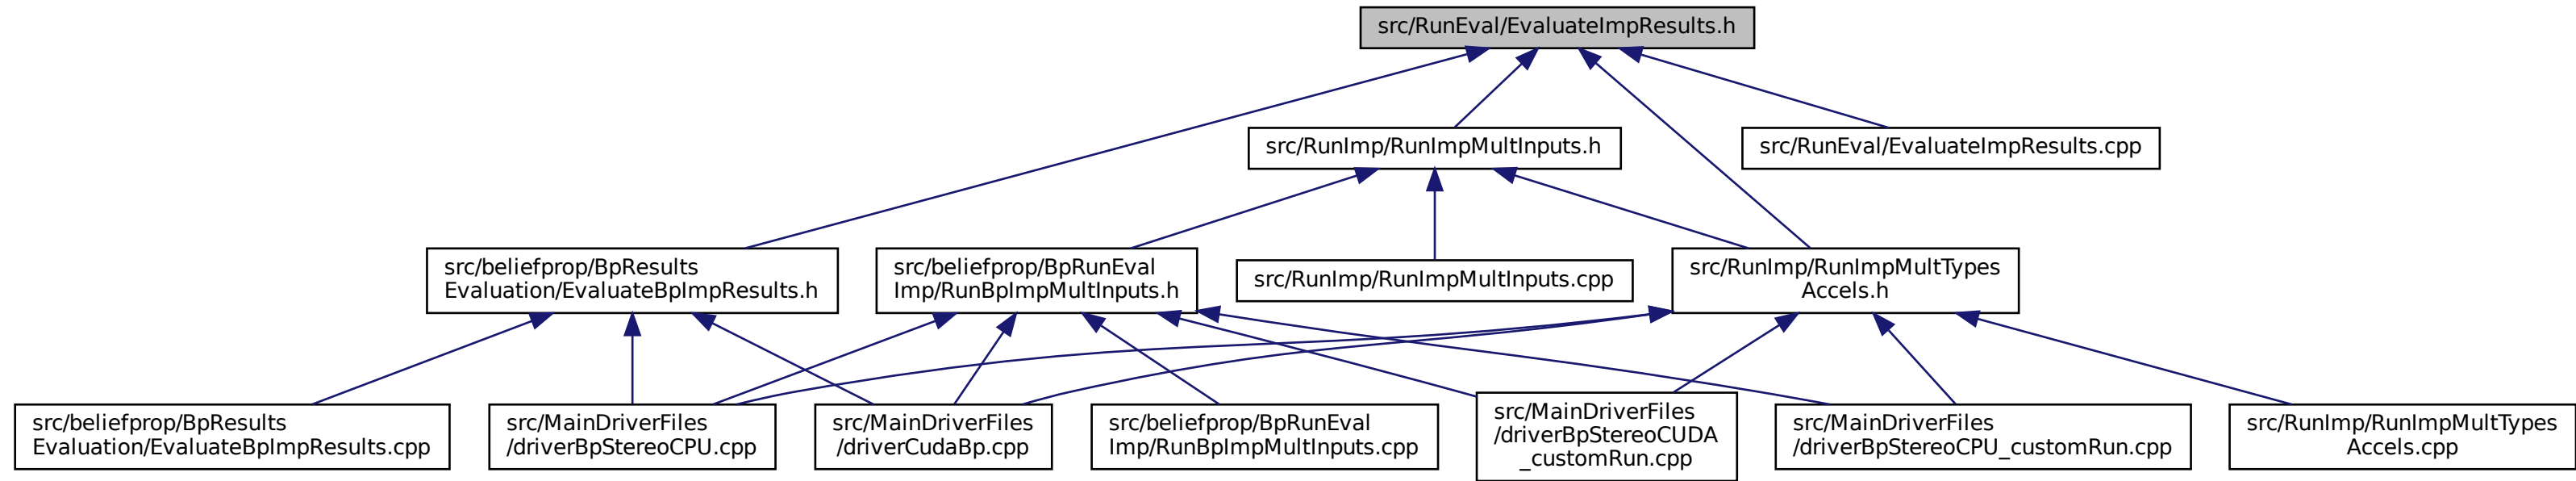 src/RunEval/EvaluateImpResults.h
src/RunImp/RunImpMultInputs.h
src/RunEval/EvaluateImpResults.cpp
src/beliefprop/BpResults
Evaluation/EvaluateBpImpResults.h
src/beliefprop/BpRunEval
Imp/RunBpImpMultInputs.h
src/RunImp/RunImpMultInputs.cpp
src/RunImp/RunImpMultTypes
Accels.h
src/beliefprop/BpResults
Evaluation/EvaluateBpImpResults.cpp
src/MainDriverFiles
/driverBpStereoCPU.cpp
src/MainDriverFiles
/driverCudaBp.cpp
src/beliefprop/BpRunEval
Imp/RunBpImpMultInputs.cpp
src/MainDriverFiles
/driverBpStereoCUDA
_customRun.cpp
src/MainDriverFiles
/driverBpStereoCPU_customRun.cpp
src/RunImp/RunImpMultTypes
Accels.cpp